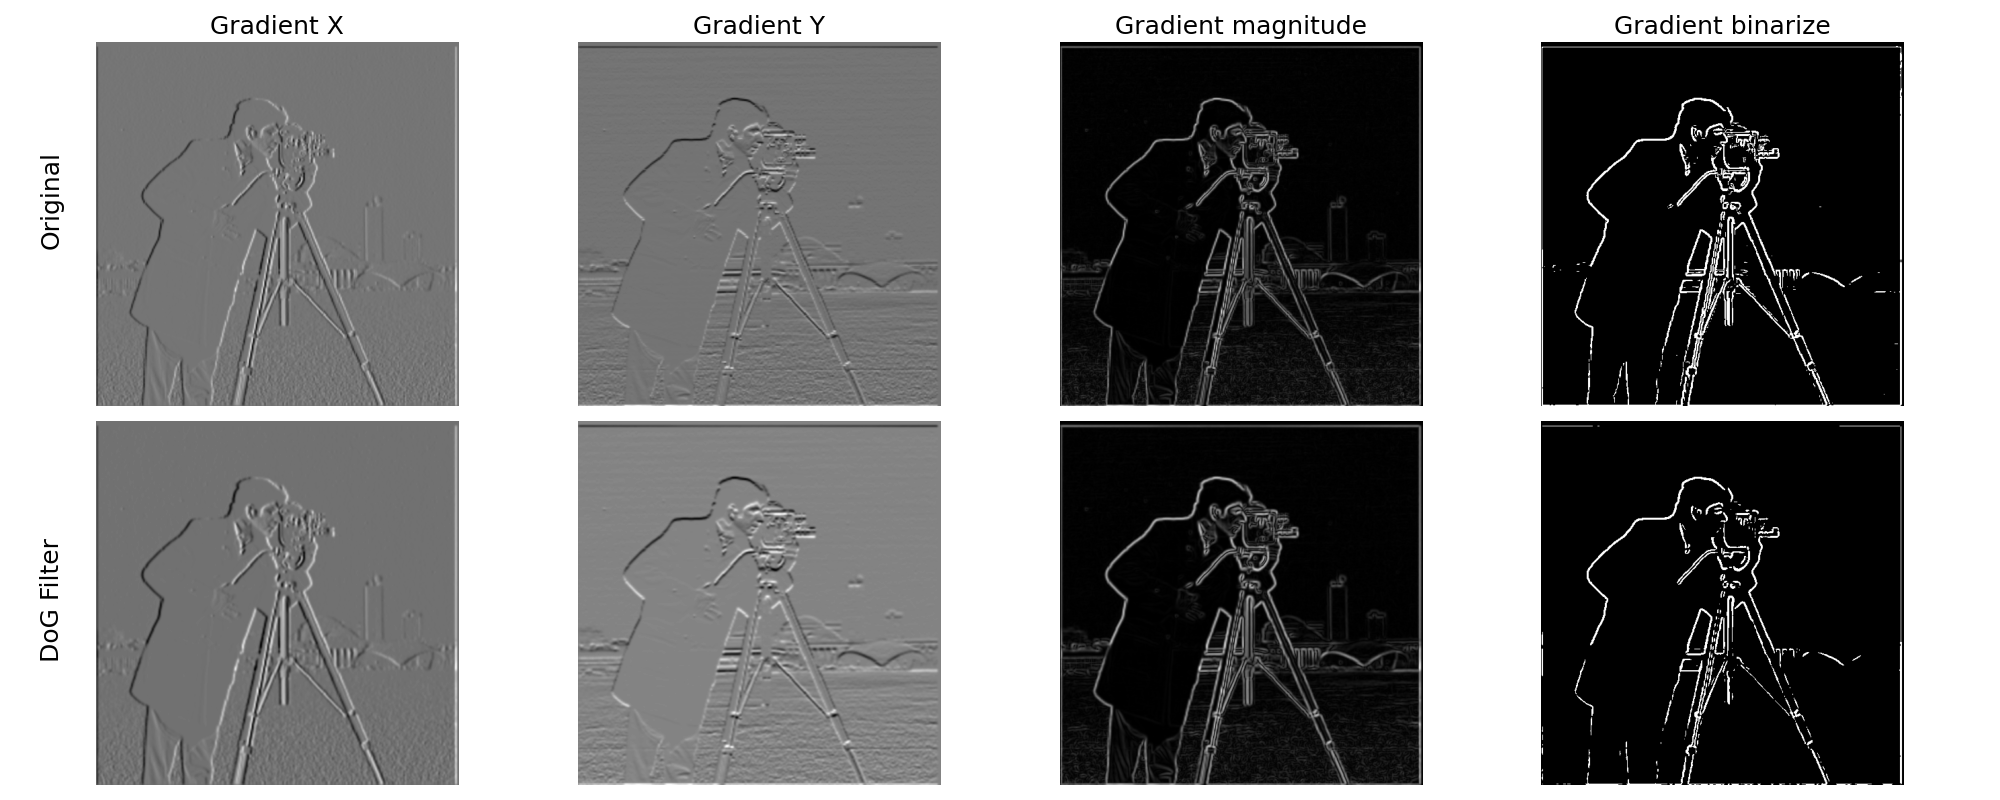 Gradient X
Gradient Y
Gradient magnitude
Gradient binarize
Original
DoG Filter